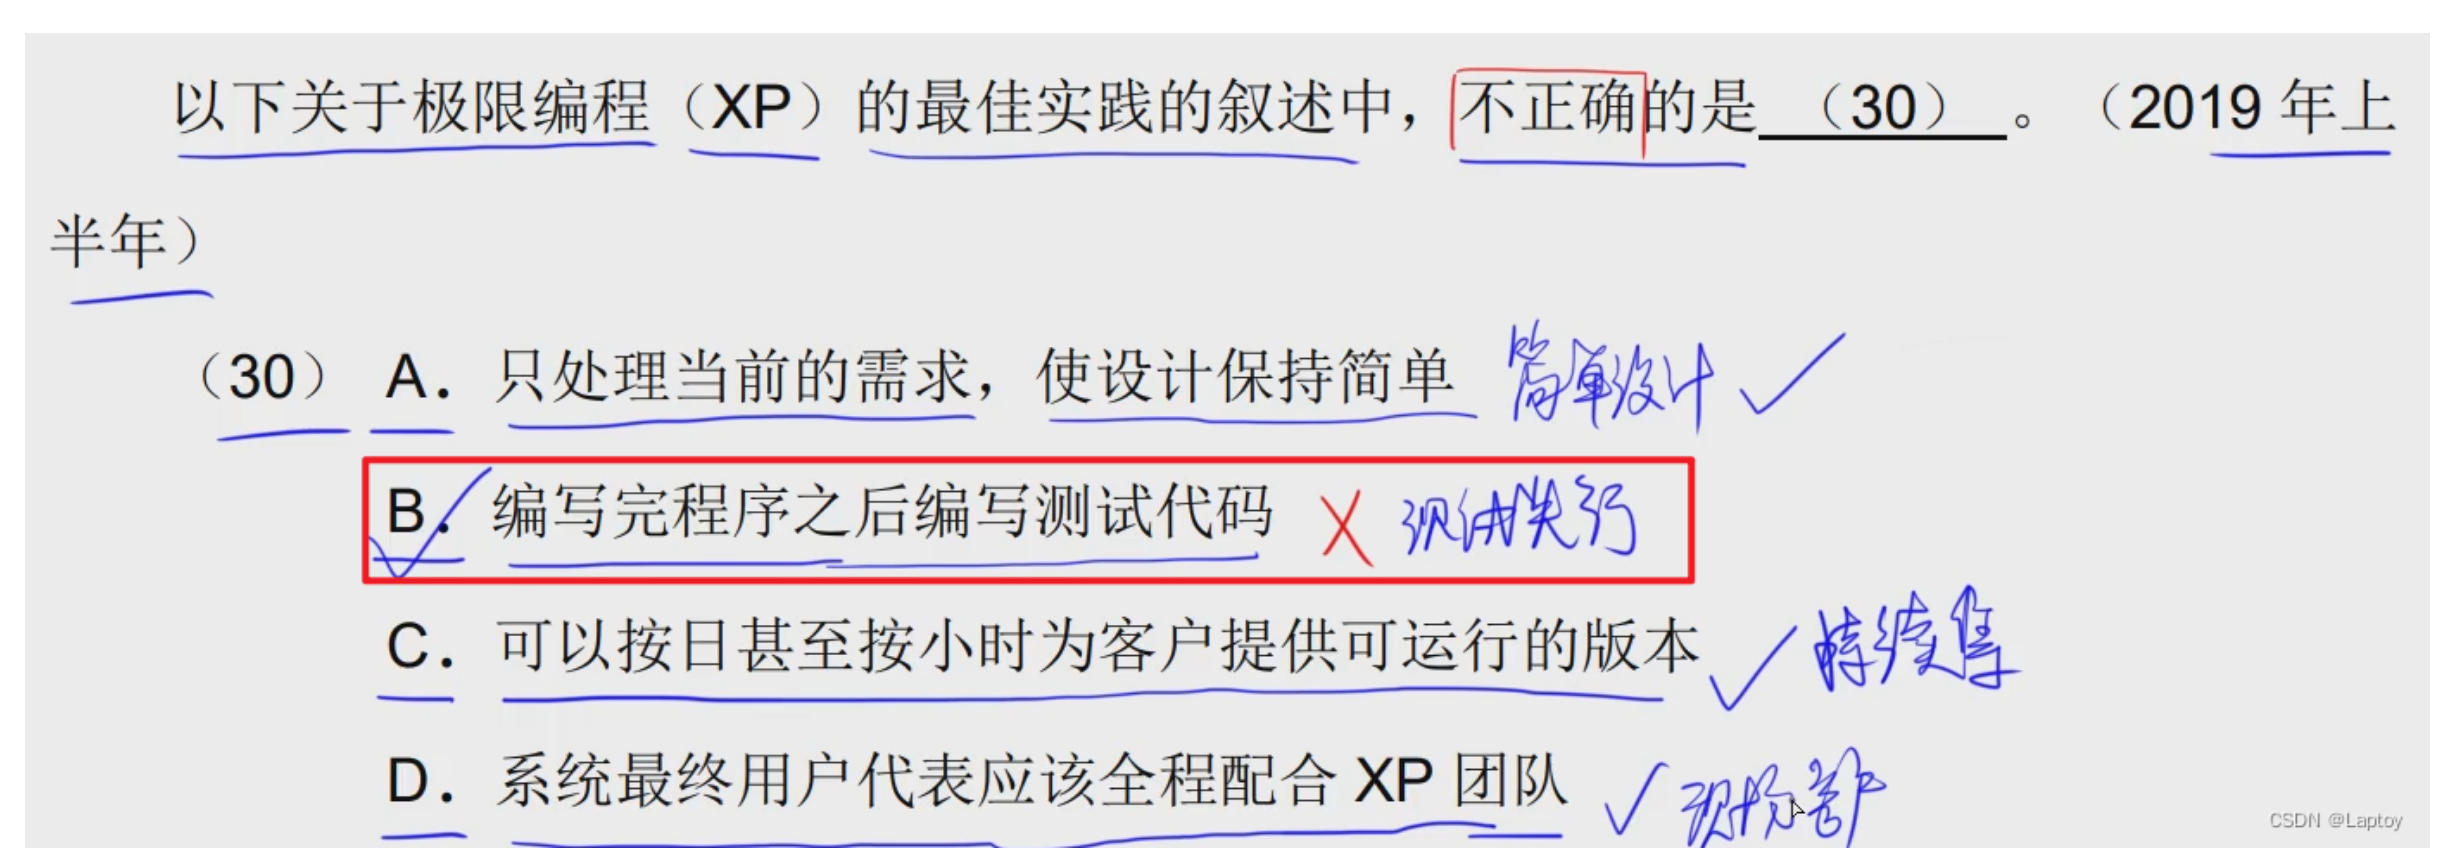 以下关于极限编程（XP）的最佳实践的叙述中，不正确的是（30）。（2019 年上
半年）
（30） A．只处理当前的需求，使设计保持简单 简单设计
B．编写完程序之后编写测试代码 先行
C．可以按日甚至按小时为客户提供可运行的版本 持续集
D．系统最终用户代表应该全程配合 XP 团队 现场客户
CSDN @Laptoy